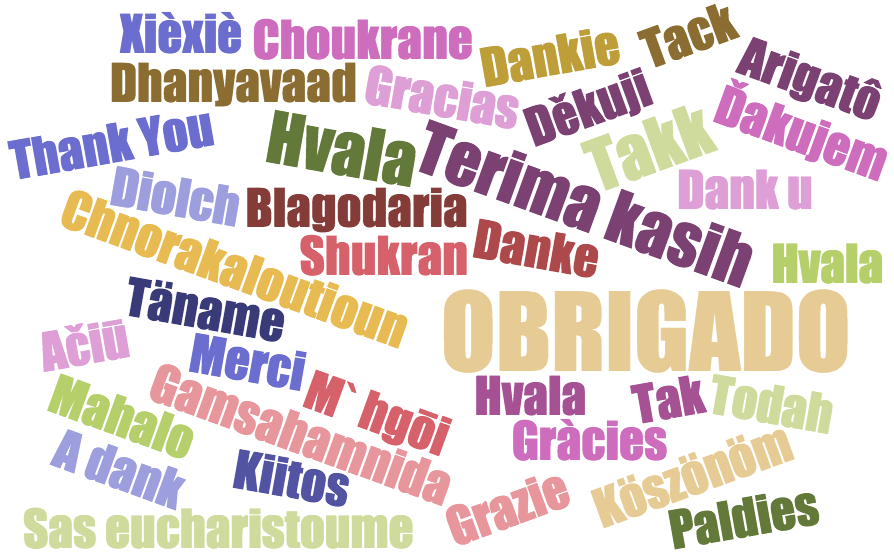 Xièxiè
Choukrane
Dankie
Tack
Dhanyavaad
Gracias
Děkuji
Arigatô
Ďakujem
Thank You
Hvala
Terima kasih
Takk
Dank u
Diolch
Blagodaria
Chnorakaloutioun
Shukran
Danke
Hvala
Täname
OBRIGADO
Ačiū
Merci
M` hgōi
Hvala
Tak
Todah
Mahalo
Gamsahamnida
Gràcies
A dank
Kiitos
Grazie
Köszönöm
Paldies
Sas eucharistoume